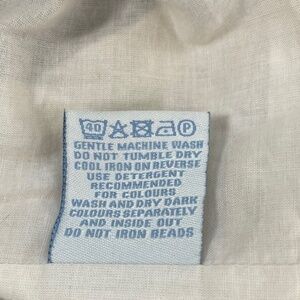 40 P
GENTLE MACHINE WASH
DO NOT TUMBLE DRY
COOL IRON ON REVERSE
USE DETERGENT
RECOMMENDED
FOR COLOURS
WASH AND DRY DARK
COLOURS SEPARATELY
AND INSIDE OUT
DO NOT IRON BEADS